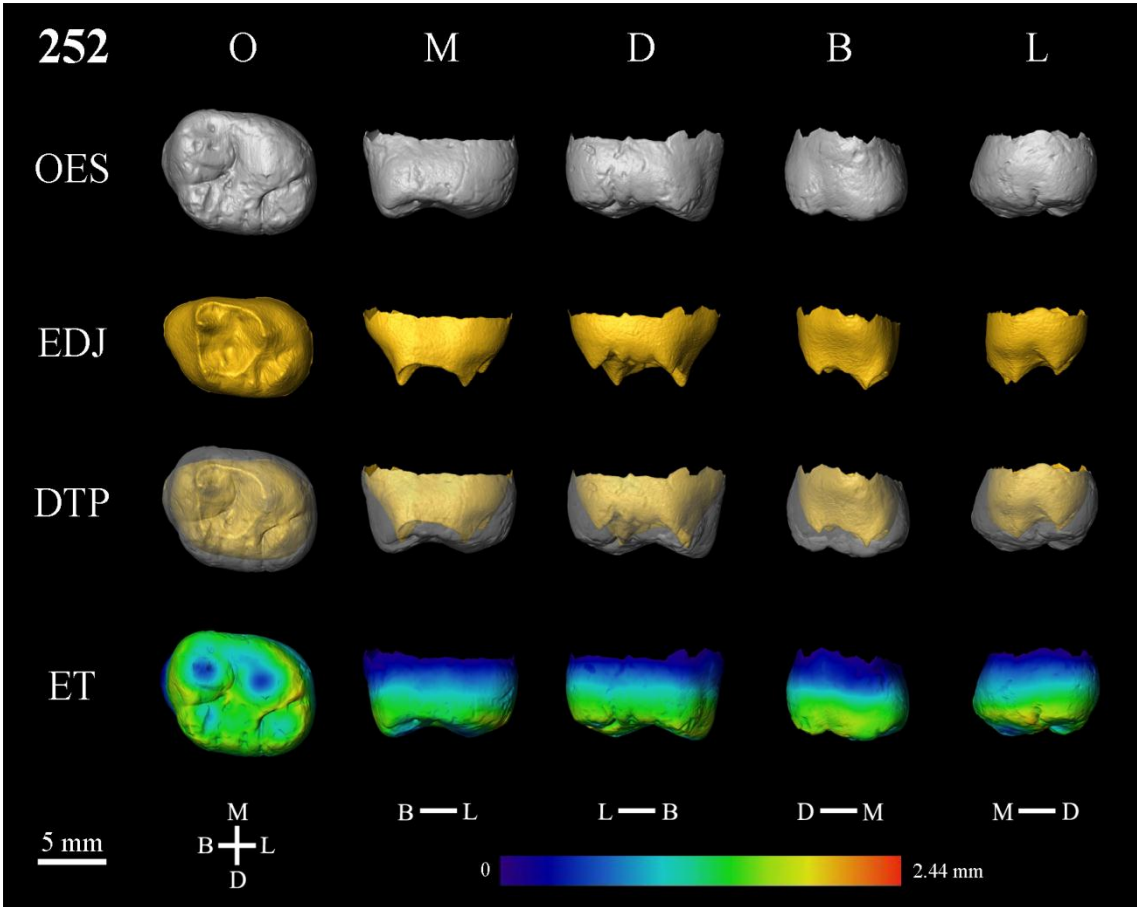 252 O M D B L
OES
EDJ
DTP
ET
M
B L
D
B L
L B
D M
M D
5 mm
0
2.44 mm